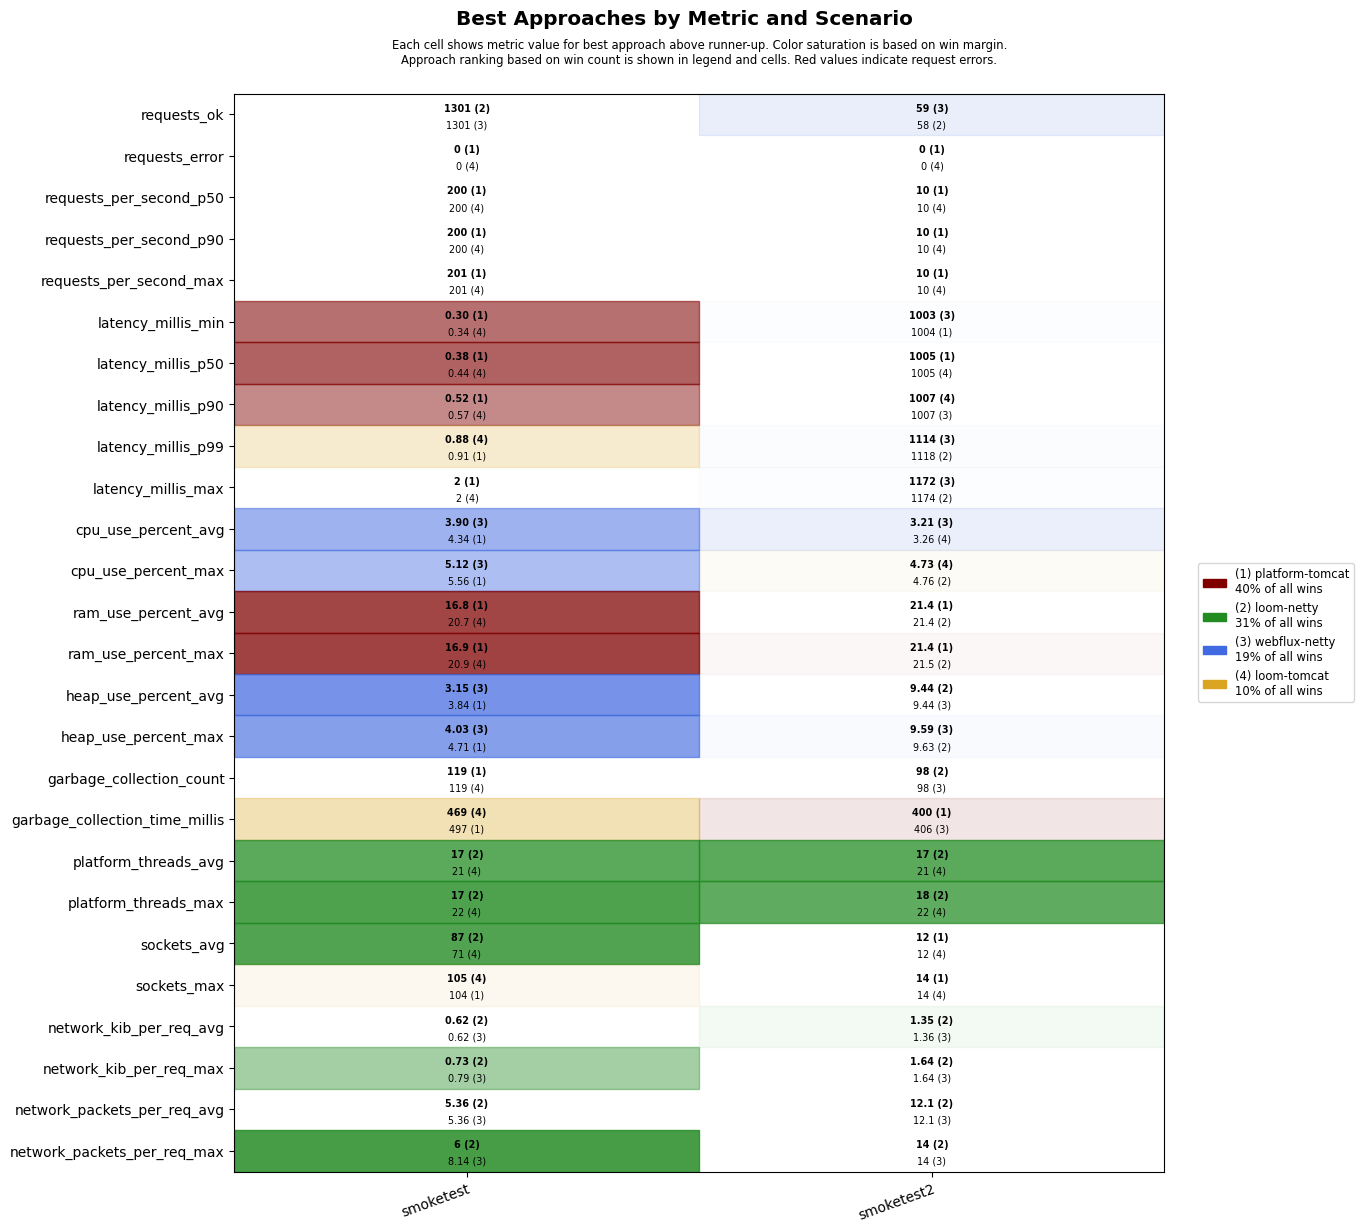 Best Approaches by Metric and Scenario
Each cell shows metric value for best approach above runner-up. Color saturation is based on win margin.
Approach ranking based on win count is shown in legend and cells. Red values indicate request errors.
requests_ok
1301 (2)
1301 (3)
59 (3)
58 (2)
requests_error
0 (1)
0 (4)
0 (1)
0 (4)
requests_per_second_p50
200 (1)
200 (4)
10 (1)
10 (4)
requests_per_second_p90
200 (1)
200 (4)
10 (1)
10 (4)
requests_per_second_max
201 (1)
201 (4)
10 (1)
10 (4)
latency_millis_min
0.30 (1)
0.34 (4)
1003 (3)
1004 (1)
latency_millis_p50
0.38 (1)
0.44 (4)
1005 (1)
1005 (4)
latency_millis_p90
0.52 (1)
0.57 (4)
1007 (4)
1007 (3)
latency_millis_p99
0.88 (4)
0.91 (1)
1114 (3)
1118 (2)
latency_millis_max
2 (1)
2 (4)
1172 (3)
1174 (2)
cpu_use_percent_avg
3.90 (3)
4.34 (1)
3.21 (3)
3.26 (4)
cpu_use_percent_max
5.12 (3)
5.56 (1)
4.73 (4)
4.76 (2)
ram_use_percent_avg
16.8 (1)
20.7 (4)
21.4 (1)
21.4 (2)
ram_use_percent_max
16.9 (1)
20.9 (4)
21.4 (1)
21.5 (2)
heap_use_percent_avg
3.15 (3)
3.84 (1)
9.44 (2)
9.44 (3)
heap_use_percent_max
4.03 (3)
4.71 (1)
9.59 (3)
9.63 (2)
garbage_collection_count
119 (1)
119 (4)
98 (2)
98 (3)
garbage_collection_time_millis
469 (4)
497 (1)
400 (1)
406 (3)
platform_threads_avg
17 (2)
21 (4)
17 (2)
21 (4)
platform_threads_max
17 (2)
22 (4)
18 (2)
22 (4)
sockets_avg
87 (2)
71 (4)
12 (1)
12 (4)
sockets_max
105 (4)
104 (1)
14 (1)
14 (4)
network_kib_per_req_avg
0.62 (2)
0.62 (3)
1.35 (2)
1.36 (3)
network_kib_per_req_max
0.73 (2)
0.79 (3)
1.64 (2)
1.64 (3)
network_packets_per_req_avg
5.36 (2)
5.36 (3)
12.1 (2)
12.1 (3)
network_packets_per_req_max
6 (2)
8.14 (3)
14 (2)
14 (3)
smoketest
smoketest2
(1) platform-tomcat
40% of all wins
(2) loom-netty
31% of all wins
(3) webflux-netty
19% of all wins
(4) loom-tomcat
10% of all wins